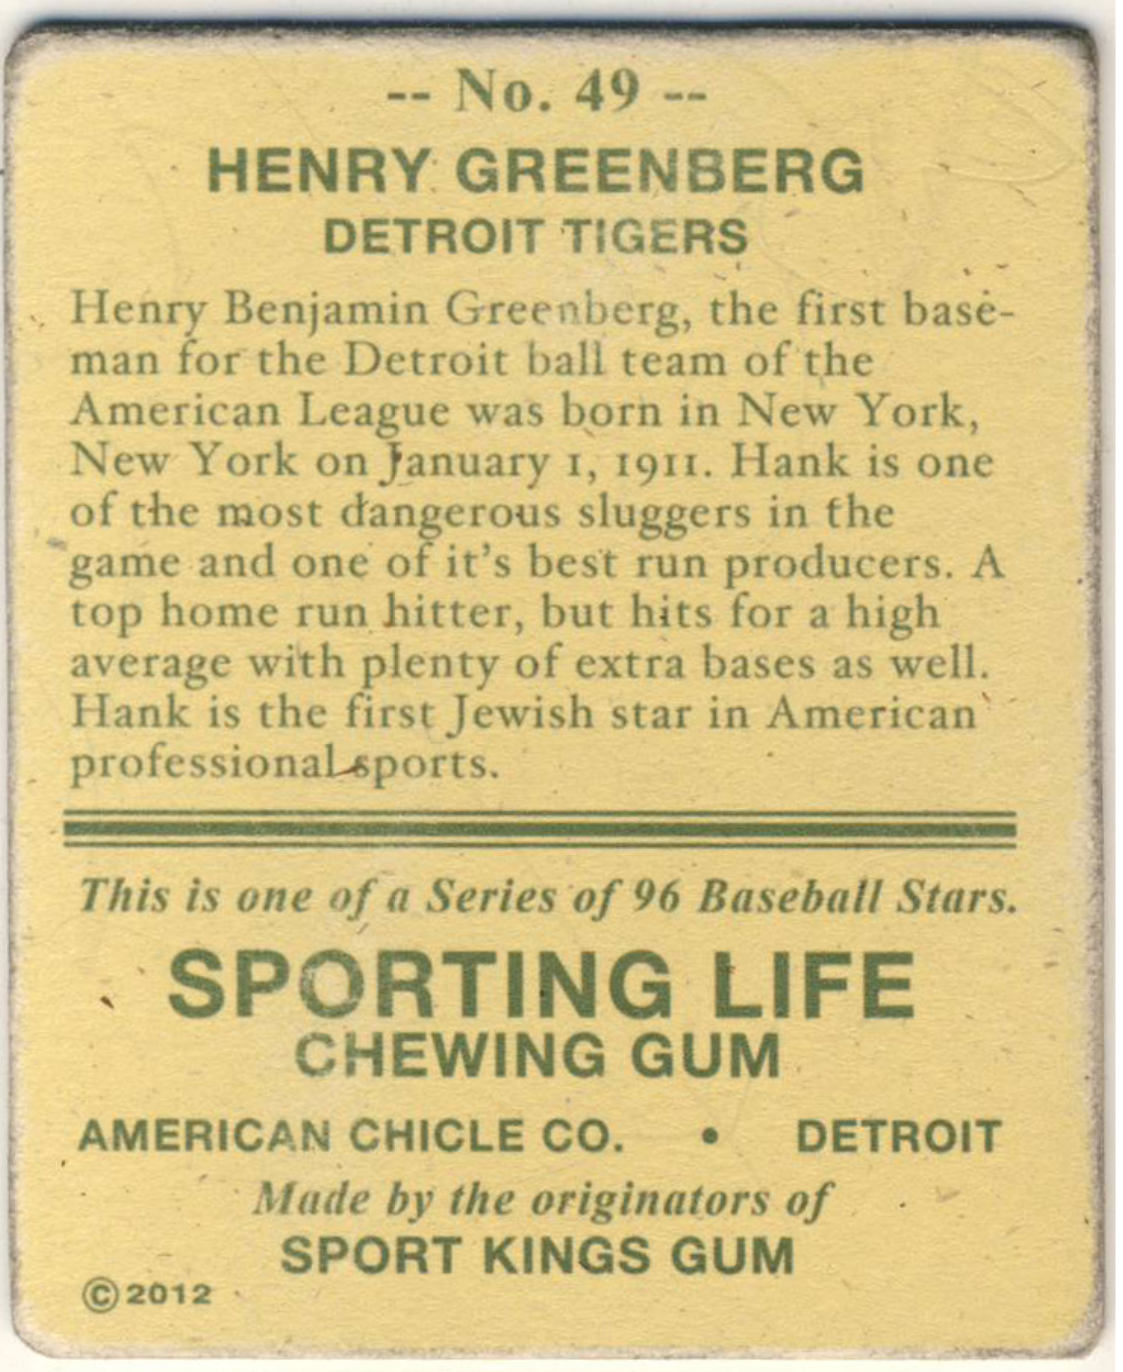 -- No. 49 --
HENRY GREENBERG
DETROIT TIGERS
Henry Benjamin Greenberg, the first base-
man for the Detroit ball team of the
American League was born in New York,
New York on January 1, 1911. Hank is one
of the most dangerous sluggers in the
game and one of it's best run producers. A
top home run hitter, but hits for a high
average with plenty of extra bases as well.
Hank is the first Jewish star in American
professional sports.
This is one of a Series of 96 Baseball Stars.
SPORTING LIFE
CHEWING GUM
AMERICAN CHICLE CO. • DETROIT
Made by the originators of
SPORT KINGS GUM
©2012